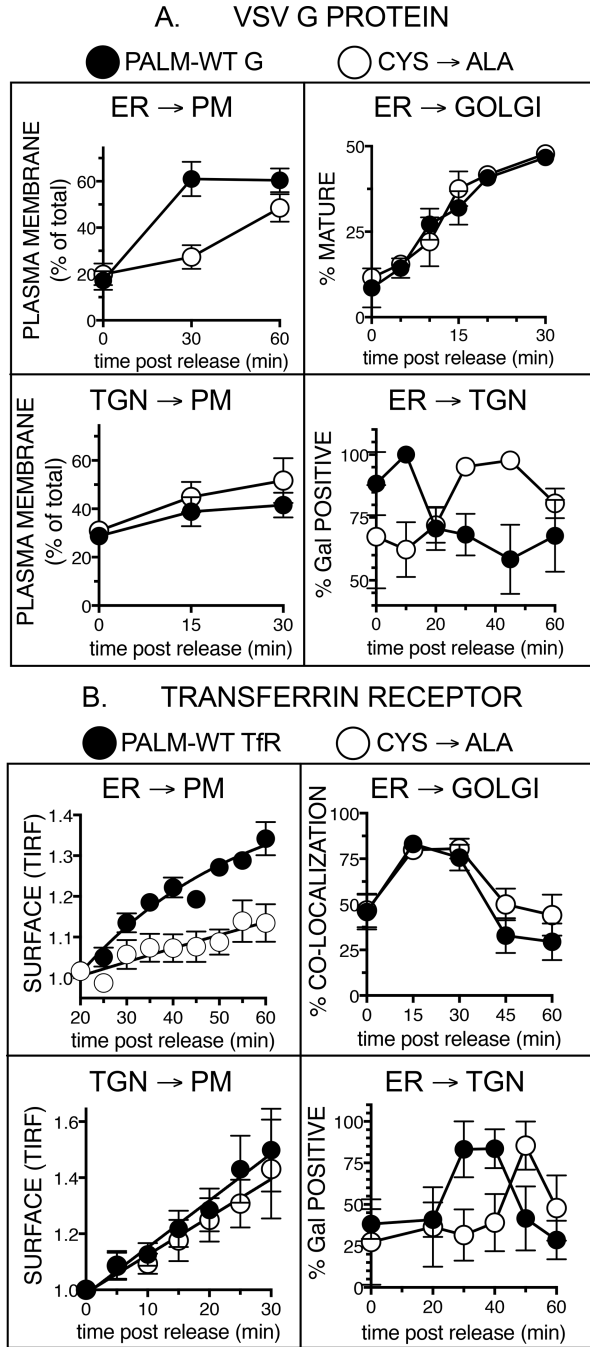 A. VSV G PROTEIN
PALM-WT G CYS → ALA
ER → PM
PLASMA MEMBRANE
(% of total)
60
40
20
0
0 30 60
time post release (min)
ER → GOLGI
% MATURE
50
25
0
0 15 30
time post release (min)
TGN → PM
PLASMA MEMBRANE
(% of total)
60
40
20
0
0 15 30
time post release (min)
ER → TGN
% Gal POSITIVE
100
75
50
0 20 40 60
time post release (min)
B. TRANSFERRIN RECEPTOR
PALM-WT TfR CYS → ALA
ER → PM
SURFACE (TIRF)
1.4
1.3
1.2
1.1
1.0
20 30 40 50 60
time post release (min)
ER → GOLGI
% CO-LOCALIZATION
100
75
50
25
0
0 15 30 45 60
time post release (min)
TGN → PM
SURFACE (TIRF)
1.6
1.4
1.2
1.0
0 10 20 30
time post release (min)
ER → TGN
% Gal POSITIVE
100
75
50
25
0
0 20 40 60
time post release (min)